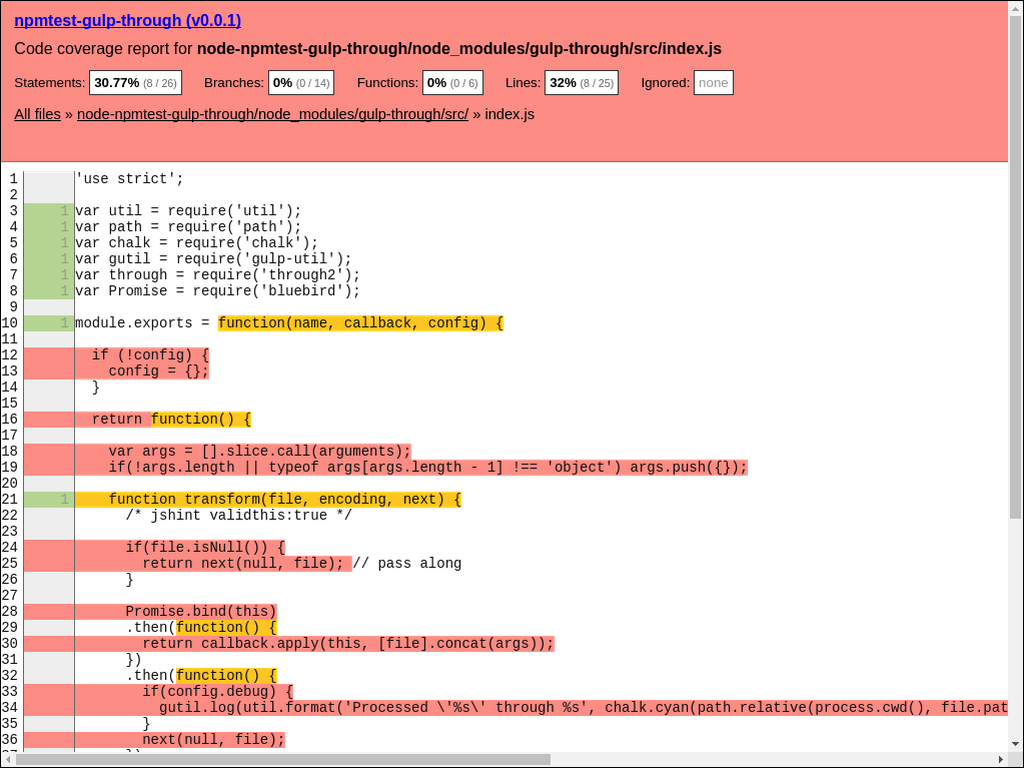 npmtest-gulp-through (v0.0.1)
Code coverage report for node-npmtest-gulp-through/node_modules/gulp-through/src/index.js
Statements: 30.77% (8 / 26) Branches: 0% (0 / 14) Functions: 0% (0 / 6) Lines: 32% (8 / 25) Ignored: none
All files » node-npmtest-gulp-through/node_modules/gulp-through/src/ » index.js
1 'use strict';
2
3 1 var util = require('util');
4 1 var path = require('path');
5 1 var chalk = require('chalk');
6 1 var gutil = require('gulp-util');
7 1 var through = require('through2');
8 1 var Promise = require('bluebird');
9
10 1 module.exports = function(name, callback, config) {
11
12 if (!config) {
13 config = {};
14 }
15
16 return function() {
17
18 var args = [].slice.call(arguments);
19 if(!args.length || typeof args[args.length - 1] !== 'object') args.push({});
20
21 1 function transform(file, encoding, next) {
22 /* jshint validthis:true */
23
24 if(file.isNull()) {
25 return next(null, file); // pass along
26 }
27
28 Promise.bind(this)
29 .then(function() {
30 return callback.apply(this, [file].concat(args));
31 })
32 .then(function() {
33 if(config.debug) {
34 gutil.log(util.format('Processed \'%s\' through %s', chalk.cyan(path.relative(process.cwd(), file.pat
35 }
36 next(null, file);